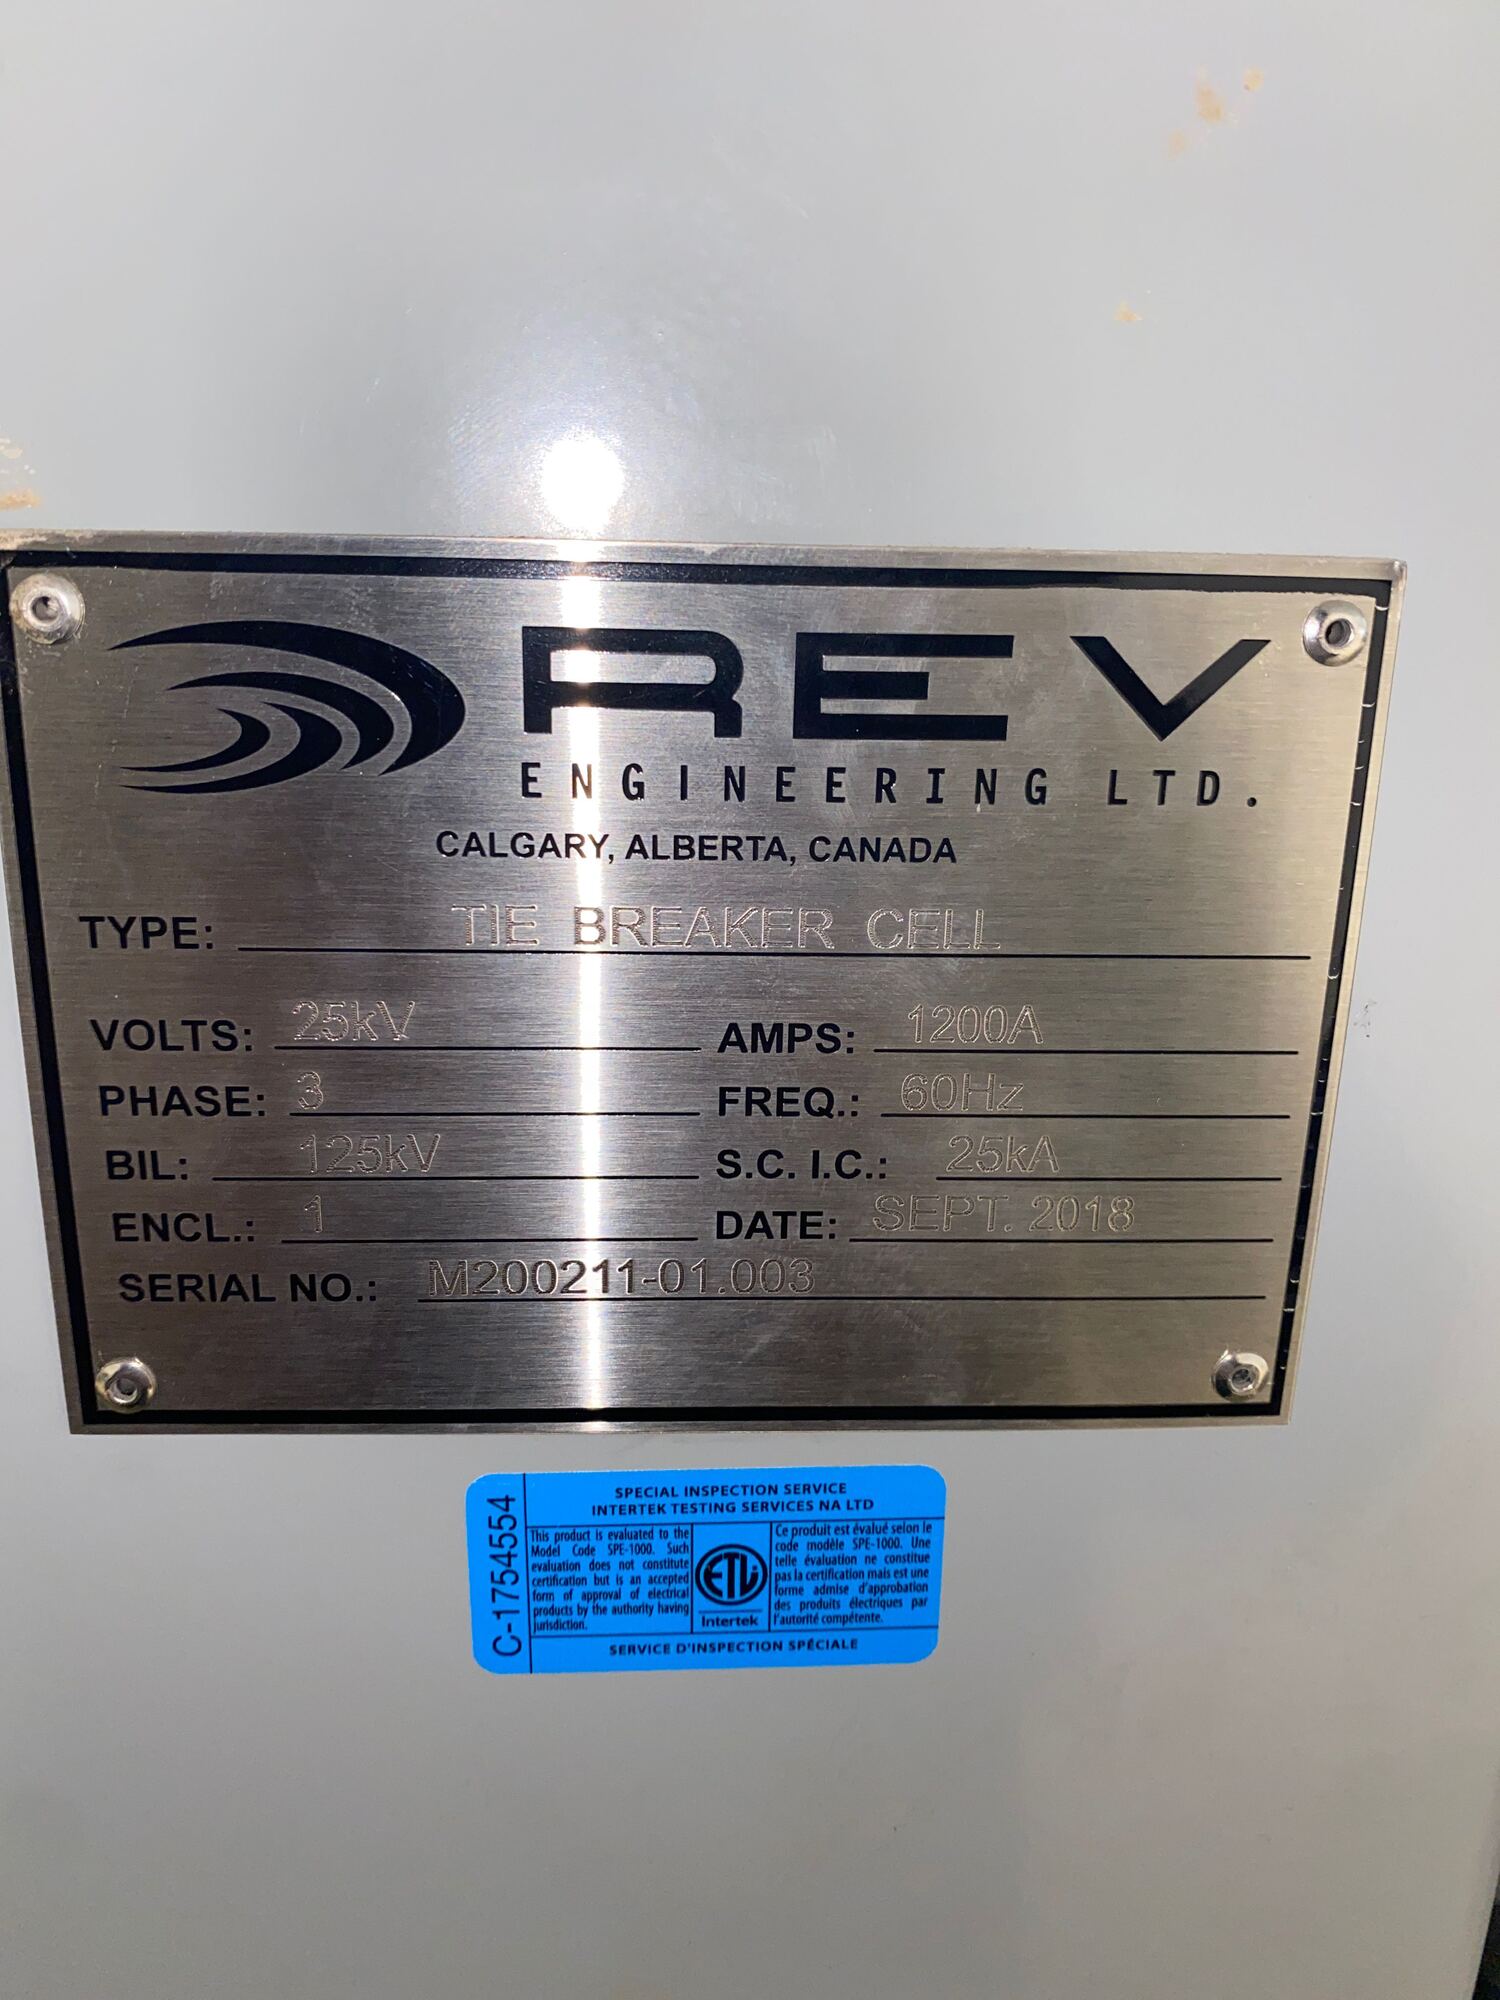 REV
ENGINEERING LTD.
CALGARY, ALBERTA, CANADA
TYPE: TIE BREAKER CELL
VOLTS: 25kV AMPS: 1200A
PHASE: 3 FREQ.: 60Hz
BIL: 125kV S.C. I.C.: 25kA
ENCL.: 1 DATE: SEPT. 2018
SERIAL NO.: M200211-01.003
C-1754554
SPECIAL INSPECTION SERVICE
INTERTEK TESTING SERVICES NA LTD
This product is evaluated to the
Model Code SPE-1000. Such
evaluation does not constitute
certification but is an accepted
form of approval of electrical
products by the authority having
jurisdiction.
ETL
Intertek
Ce produit est évalué selon le
code modèle SPE-1000. Une
telle évaluation ne constitue
pas la certification mais est une
forme admise d'approbation
des produits électriques par
l'autorité compétente.
SERVICE D'INSPECTION SPÉCIALE